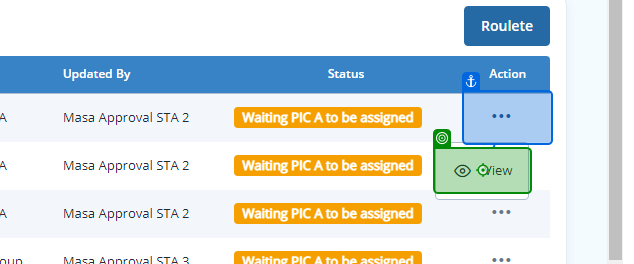 Roulete
Updated By Status Action
A Masa Approval STA 2 Waiting PIC A to be assigned ...
A Masa Approval STA 2 Waiting PIC A to be assigned
View
A Masa Approval STA 2 Waiting PIC A to be assigned ...
oup Masa Approval STA 3 Waiting PIC A to be assigned ...